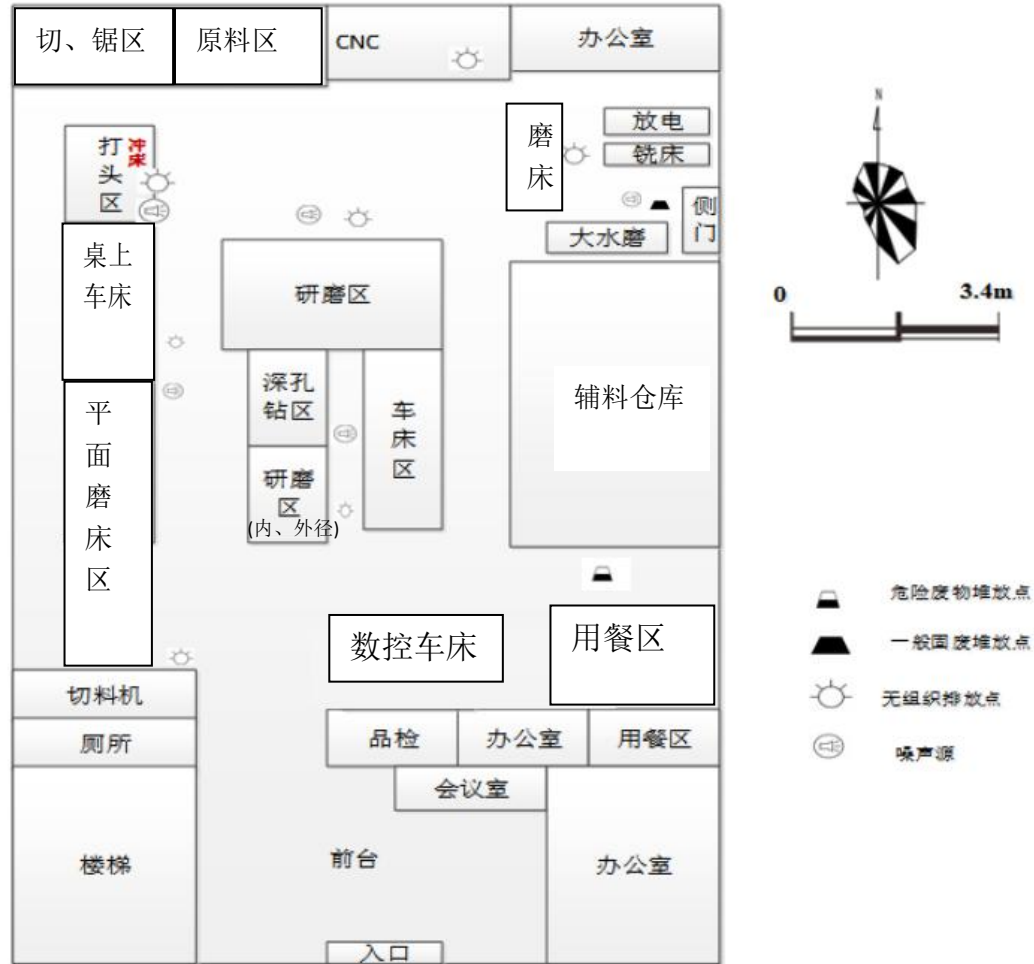 切、锯区
原料区
CNC
办公室
N
打头区
冲床
磨床
放电
铣床
侧门
大水磨
桌上
车床
研磨区
0
3.4m
深孔
钻区
车床区
辅料仓库
平面磨床区
研磨
区
(内、外径)
危险废物堆放点
一般固废堆放点
无组织排放点
噪声源
数控车床
用餐区
切料机
厕所
品检
办公室
用餐区
会议室
楼梯
前台
办公室
入口